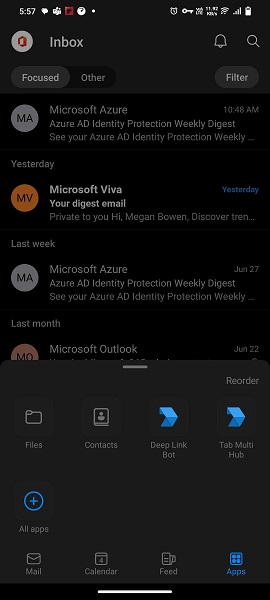 5:57
11.92
KB/s
Inbox
Focused
Other
Filter
MA
Microsoft Azure
10:48 AM
Azure AD Identity Protection Weekly Digest
See your Azure AD Identity Protection Weekly ...
Yesterday
MV
Microsoft Viva
Yesterday
Your digest email
Private to you Hi, Megan Bowen, Discover tren...
Last week
MA
Microsoft Azure
Jun 27
Azure AD Identity Protection Weekly Digest
See your Azure AD Identity Protection Weekly ...
Last month
MO
Microsoft Outlook
Jun 22
Reorder
Files
Contacts
Deep Link
Bot
Tab Multi
Hub
All apps
Mail
4
Calendar
Feed
Apps